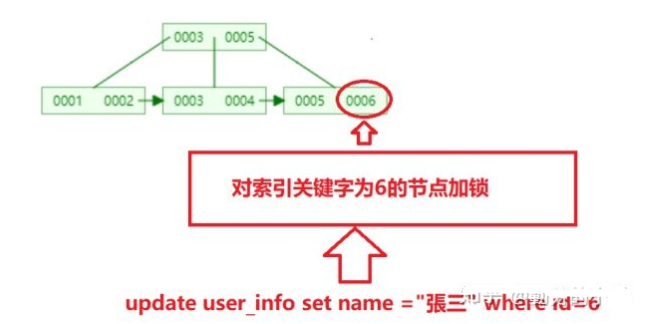 0003 0005
0001 0002 0003 0004 0005 0006
对索引关键字为6的节点加锁
update user_info set name ="張三" where id=6